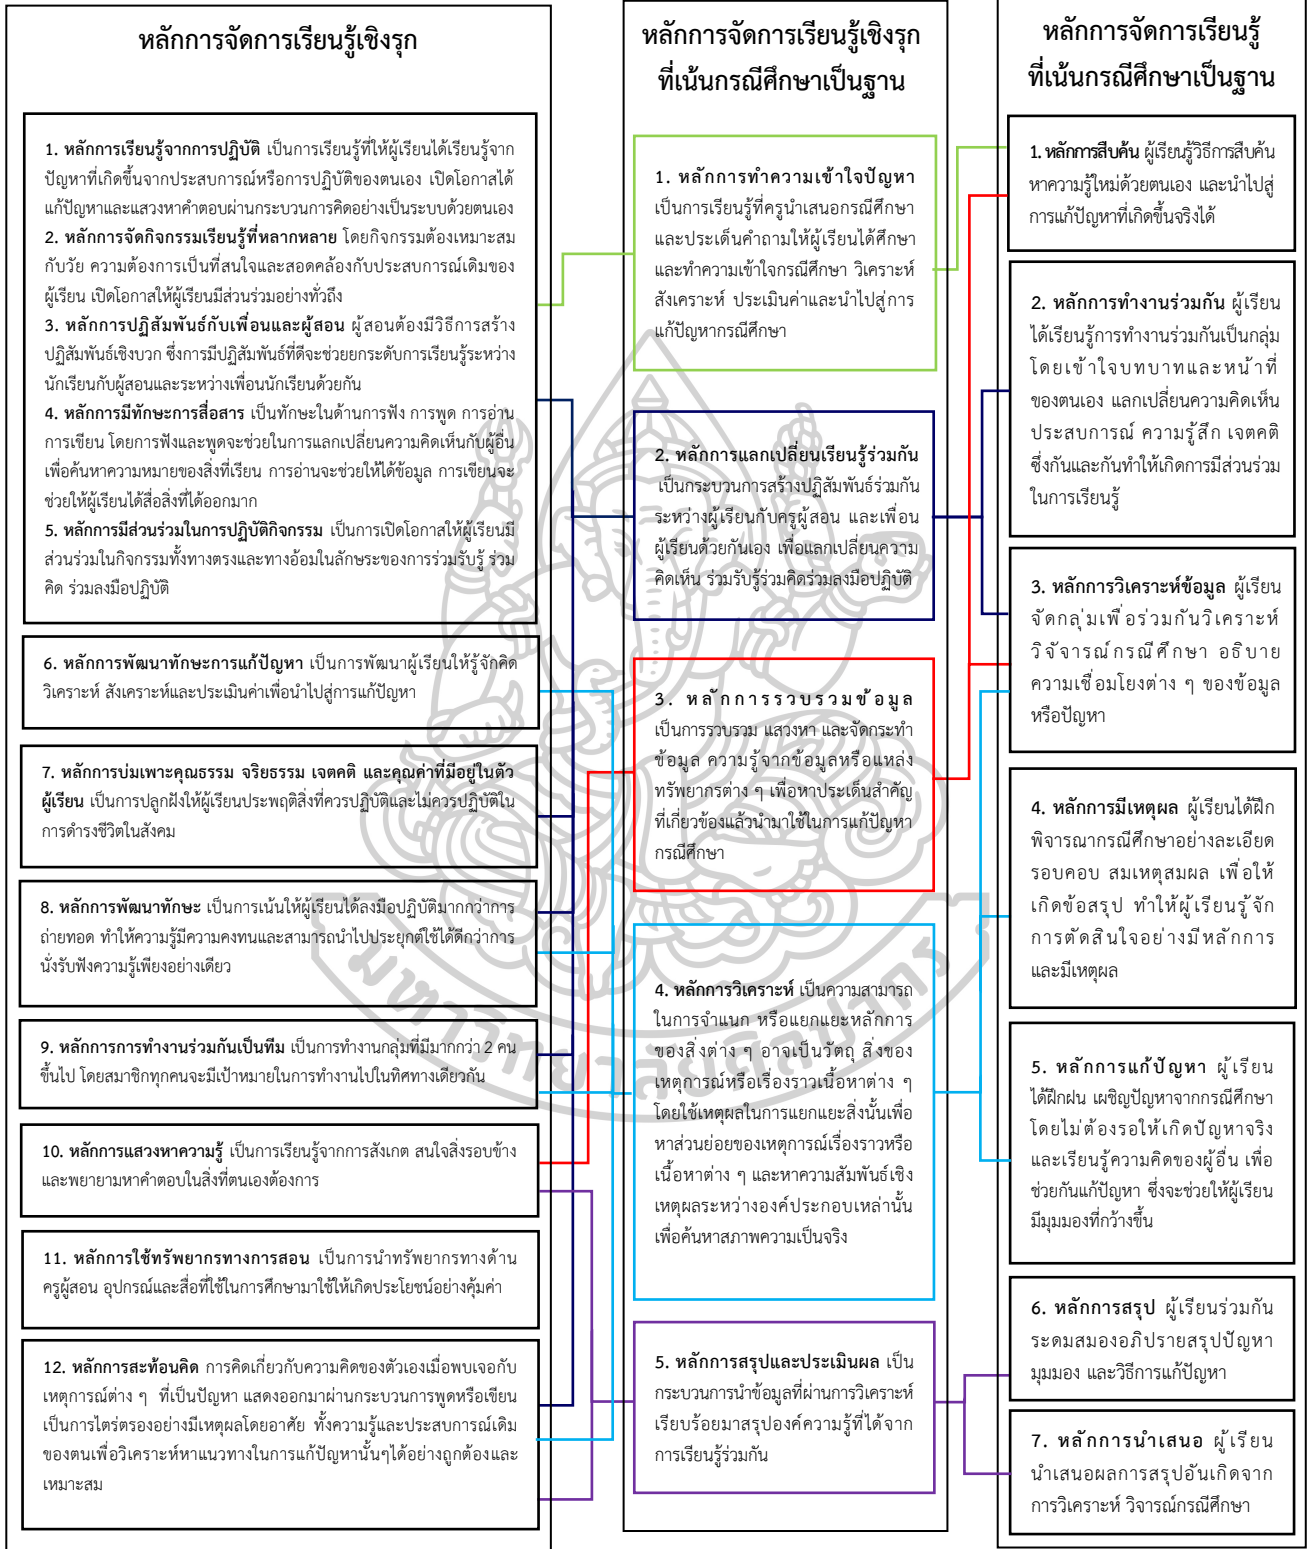 หลักการจัดการเรียนรู้เชิงรุก
1. หลักการเรียนรู้จากการปฏิบัติ เป็นการเรียนรู้ที่ให้ผู้เรียนได้เรียนรู้จาก
ปัญหาที่เกิดขึ้นจากประสบการณ์หรือการปฏิบัติของตนเอง เปิดโอกาสได้
แก้ปัญหาและแสวงหาคำตอบผ่านกระบวนการคิดอย่างเป็นระบบด้วยตนเอง
2. หลักการจัดกิจกรรมเรียนรู้ที่หลากหลาย โดยกิจกรรมต้องเหมาะสม
กับวัย ความต้องการเป็นที่สนใจและสอดคล้องกับประสบการณ์เดิมของ
ผู้เรียน เปิดโอกาสให้ผู้เรียนมีส่วนร่วมอย่างทั่วถึง
3. หลักการปฏิสัมพันธ์กับเพื่อนและผู้สอน ผู้สอนต้องมีวิธีการสร้าง
ปฏิสัมพันธ์เชิงบวก ซึ่งการมีปฏิสัมพันธ์ที่ดีจะช่วยยกระดับการเรียนรู้ระหว่าง
นักเรียนกับผู้สอนและระหว่างเพื่อนนักเรียนด้วยกัน
4. หลักการมีทักษะการสื่อสาร เป็นทักษะในด้านการฟัง การพูด การอ่าน
การเขียน โดยการฟังและพูดจะช่วยในการแลกเปลี่ยนความคิดเห็นกับผู้อื่น
เพื่อค้นหาความหมายของสิ่งที่เรียน การอ่านจะช่วยให้ได้ข้อมูล การเขียนจะ
ช่วยให้ผู้เรียนได้สื่อสิ่งที่ได้ออกมาก
5. หลักการมีส่วนร่วมในการปฏิบัติกิจกรรม เป็นการเปิดโอกาสให้ผู้เรียนมี
ส่วนร่วมในกิจกรรมทั้งทางตรงและทางอ้อมในลักษระของการร่วมรับรู้ ร่วม
คิด ร่วมลงมือปฏิบัติ
6. หลักการพัฒนาทักษะการแก้ปัญหา เป็นการพัฒนาผู้เรียนให้รู้จักคิด
วิเคราะห์ สังเคราะห์และประเมินค่าเพื่อนำไปสู่การแก้ปัญหา
7. หลักการบ่มเพาะคุณธรรม จริยธรรม เจตคติ และคุณค่าที่มีอยู่ในตัว
ผู้เรียน เป็นการปลูกฝังให้ผู้เรียนประพฤติสิ่งที่ควรปฏิบัติและไม่ควรปฏิบัติใน
การดำรงชีวิตในสังคม
8. หลักการพัฒนาทักษะ เป็นการเน้นให้ผู้เรียนได้ลงมือปฏิบัติมากกว่าการ
ถ่ายทอด ทำให้ความรู้มีความคงทนและสามารถนำไปประยุกต์ใช้ได้ดีกว่าการ
นั่งรับฟังความรู้เพียงอย่างเดียว
9. หลักการการทำงานร่วมกันเป็นทีม เป็นการทำงานกลุ่มที่มีมากกว่า 2 คน
ขึ้นไป โดยสมาชิกทุกคนจะมีเป้าหมายในการทำงานไปในทิศทางเดียวกัน
10. หลักการแสวงหาความรู้ เป็นการเรียนรู้จากการสังเกต สนใจสิ่งรอบข้าง
และพยายามหาคำตอบในสิ่งที่ตนเองต้องการ
11. หลักการใช้ทรัพยากรทางการสอน เป็นการนำทรัพยากรทางด้าน
ครูผู้สอน อุปกรณ์และสื่อที่ใช้ในการศึกษามาใช้ให้เกิดประโยชน์อย่างคุ้มค่า
12. หลักการสะท้อนคิด การคิดเกี่ยวกับความคิดของตัวเองเมื่อพบเจอกับ
เหตุการณ์ต่าง ๆ ที่เป็นปัญหา แสดงออกมาผ่านกระบวนการพูดหรือเขียน
เป็นการไตร่ตรองอย่างมีเหตุผลโดยอาศัย ทั้งความรู้และประสบการณ์เดิม
ของตนเพื่อวิเคราะห์หาแนวทางในการแก้ปัญหานั้นๆได้อย่างถูกต้องและ
เหมาะสม
หลักการจัดการเรียนรู้เชิงรุก
ที่เน้นกรณีศึกษาเป็นฐาน
1. หลักการทำความเข้าใจปัญหา
เป็นการเรียนรู้ที่ครูนำเสนอกรณีศึกษา
และประเด็นคำถามให้ผู้เรียนได้ศึกษา
และทำความเข้าใจกรณีศึกษา วิเคราะห์
สังเคราะห์ ประเมินค่าและนำไปสู่การ
แก้ปัญหากรณีศึกษา
2. หลักการแลกเปลี่ยนเรียนรู้ร่วมกัน
เป็นกระบวนการสร้างปฏิสัมพันธ์ร่วมกัน
ระหว่างผู้เรียนกับครูผู้สอน และเพื่อน
ผู้เรียนด้วยกันเอง เพื่อแลกเปลี่ยนความ
คิดเห็น ร่วมรับรู้ร่วมคิดร่วมลงมือปฏิบัติ
3. หลักการรวบรวมข้อมูล
เป็นการรวบรวม แสวงหา และจัดกระทำ
ข้อมูล ความรู้จากข้อมูลหรือแหล่ง
ทรัพยากรต่าง ๆ เพื่อหาประเด็นสำคัญ
ที่เกี่ยวข้องแล้วนำมาใช้ในการแก้ปัญหา
กรณีศึกษา
4. หลักการวิเคราะห์ เป็นความสามารถ
ในการจำแนก หรือแยกแยะหลักการ
ของสิ่งต่าง ๆ อาจเป็นวัตถุ สิ่งของ
เหตุการณ์หรือเรื่องราวเนื้อหาต่าง ๆ
โดยใช้เหตุผลในการแยกแยะสิ่งนั้นเพื่อ
หาส่วนย่อยของเหตุการณ์เรื่องราวหรือ
เนื้อหาต่าง ๆ และหาความสัมพันธ์เชิง
เหตุผลระหว่างองค์ประกอบเหล่านั้น
เพื่อค้นหาสภาพความเป็นจริง
5. หลักการสรุปและประเมินผล เป็น
กระบวนการนำข้อมูลที่ผ่านการวิเคราะห์
เรียบร้อยมาสรุปองค์ความรู้ที่ได้จาก
การเรียนรู้ร่วมกัน
หลักการจัดการเรียนรู้
ที่เน้นกรณีศึกษาเป็นฐาน
1. หลักการสืบค้น ผู้เรียนรู้วิธีการสืบค้น
หาความรู้ใหม่ด้วยตนเอง และนำไปสู่
การแก้ปัญหาที่เกิดขึ้นจริงได้
2. หลักการทำงานร่วมกัน ผู้เรียน
ได้เรียนรู้การทำงานร่วมกันเป็นกลุ่ม
โดยเข้าใจบทบาทและหน้าที่
ของตนเอง แลกเปลี่ยนความคิดเห็น
ประสบการณ์ ความรู้สึก เจตคติ
ซึ่งกันและกันทำให้เกิดการมีส่วนร่วม
ในการเรียนรู้
3. หลักการวิเคราะห์ข้อมูล ผู้เรียน
จัดกลุ่มเพื่อร่วมกันวิเคราะห์
วิจัจารณ์กรณีศึกษา อธิบาย
ความเชื่อมโยงต่าง ๆ ของข้อมูล
หรือปัญหา
4. หลักการมีเหตุผล ผู้เรียนได้ฝึก
พิจารณากรณีศึกษาอย่างละเอียด
รอบคอบ สมเหตุสมผล เพื่อให้
เกิดข้อสรุป ทำให้ผู้เรียนรู้จัก
การตัดสินใจอย่างมีหลักการ
และมีเหตุผล
5. หลักการแก้ปัญหา ผู้เรียน
ได้ฝึกฝน เผชิญปัญหาจากกรณีศึกษา
โดยไม่ต้องรอให้เกิดปัญหาจริง
และเรียนรู้ความคิดของผู้อื่น เพื่อ
ช่วยกันแก้ปัญหา ซึ่งจะช่วยให้ผู้เรียน
มีมุมมองที่กว้างขึ้น
6. หลักการสรุป ผู้เรียนร่วมกัน
ระดมสมองอภิปรายสรุปปัญหา
มุมมอง และวิธีการแก้ปัญหา
7. หลักการนำเสนอ ผู้เรียน
นำเสนอผลการสรุปอันเกิดจาก
การวิเคราะห์ วิจารณ์กรณีศึกษา
มหาวิทยาลัยศิลปากร